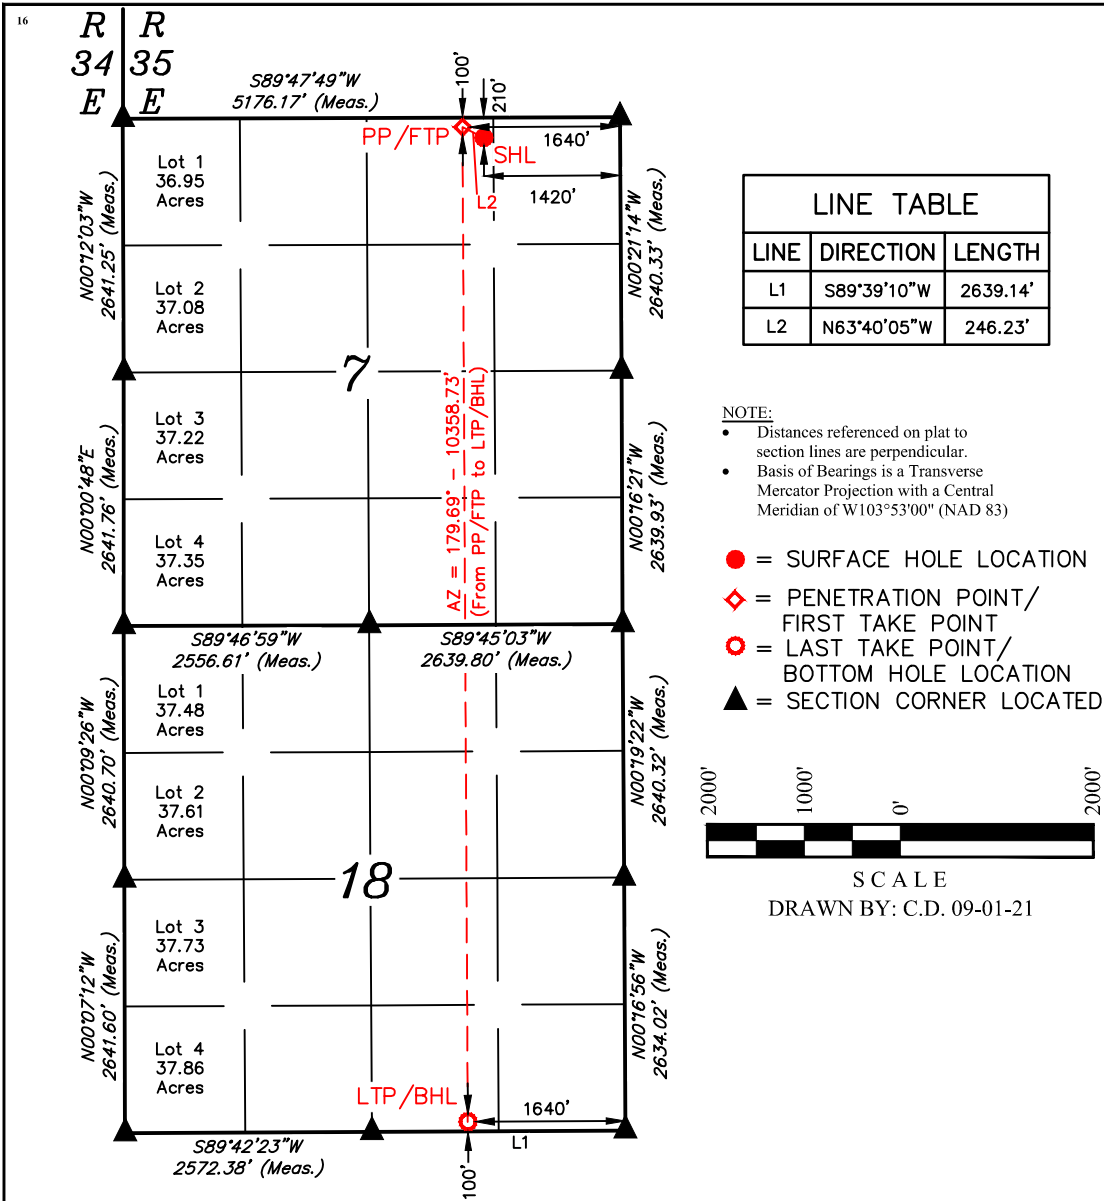 16
R R
34 35
E E
S89°47'49"W
5176.17' (Meas.)
100'
210'
PP/FTP
1640'
SHL
1420'
L2
Lot 1
36.95
Acres
N00°12'03"W
2641.25' (Meas.)
N00°21'14"W
2640.33' (Meas.)
Lot 2
37.08
Acres
7
Lot 3
37.22
Acres
N00°00'48"E
2641.76' (Meas.)
AZ = 179.69° - 10358.73'
(From PP/FTP to LTP/BHL)
N00°16'21"W
2639.93' (Meas.)
Lot 4
37.35
Acres
S89°46'59"W
2556.61' (Meas.)
S89°45'03"W
2639.80' (Meas.)
Lot 1
37.48
Acres
N00°09'26"W
2640.70' (Meas.)
N00°19'22"W
2640.32' (Meas.)
Lot 2
37.61
Acres
18
Lot 3
37.73
Acres
N00°07'12"W
2641.60' (Meas.)
N00°16'56"W
2634.02' (Meas.)
Lot 4
37.86
Acres
LTP/BHL
1640'
L1
S89°42'23"W
2572.38' (Meas.)
100'
LINE TABLE
LINE DIRECTION LENGTH
L1 S89°39'10"W 2639.14'
L2 N63°40'05"W 246.23'
NOTE:
• Distances referenced on plat to
section lines are perpendicular.
• Basis of Bearings is a Transverse
Mercator Projection with a Central
Meridian of W103°53'00" (NAD 83)
= SURFACE HOLE LOCATION
= PENETRATION POINT/
FIRST TAKE POINT
= LAST TAKE POINT/
BOTTOM HOLE LOCATION
= SECTION CORNER LOCATED
2000' 1000' 0' 2000'
SCALE
DRAWN BY: C.D. 09-01-21